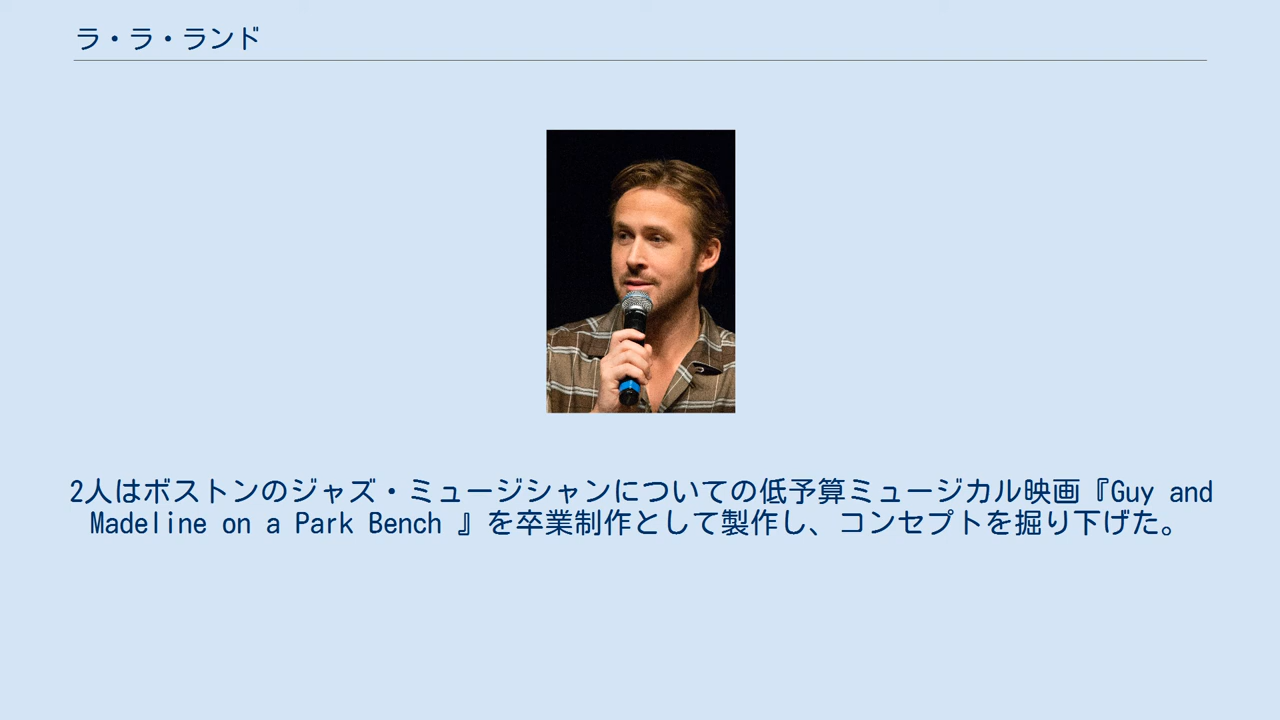 ラ・ラ・ランド
2人はボストンのジャズ・ミュージシャンについての低予算ミュージカル映画『Guy and
Madeline on a Park Bench 』を卒業制作として製作し、コンセプトを掘り下げた。